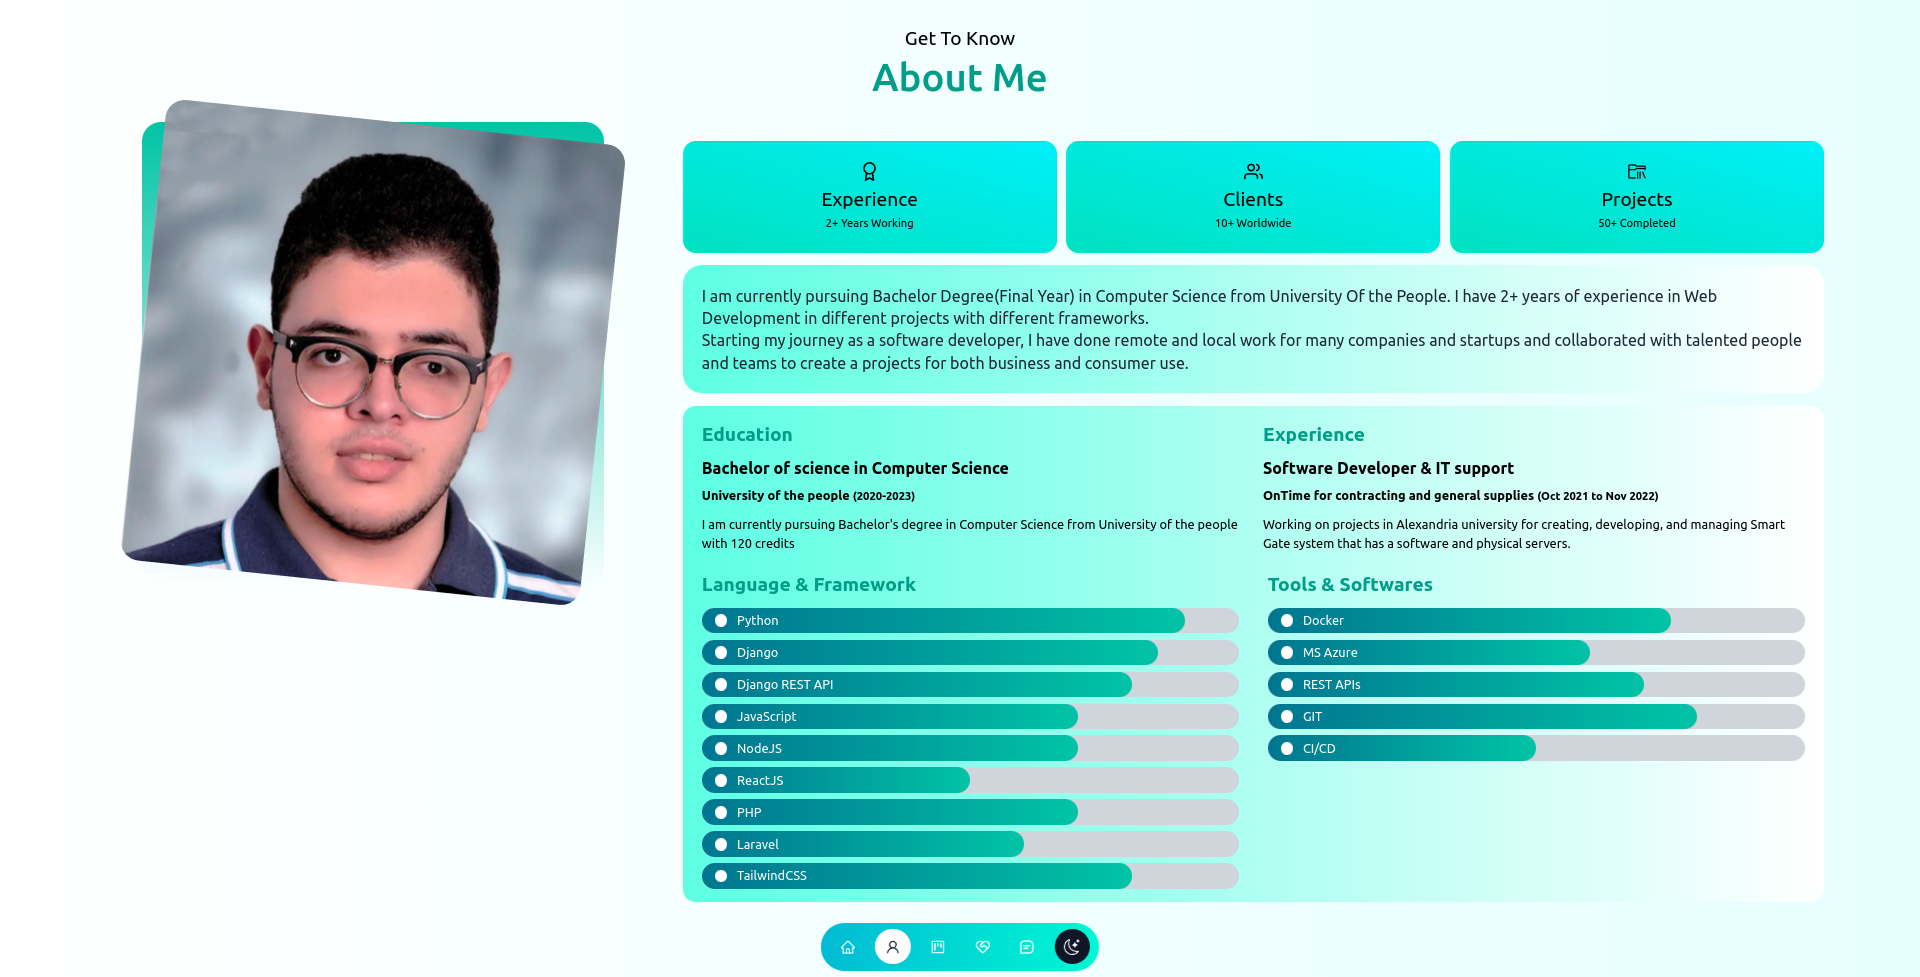 Get To Know
About Me
Experience
2+ Years Working
Clients
10+ Worldwide
Projects
50+ Completed
I am currently pursuing Bachelor Degree(Final Year) in Computer Science from University Of the People. I have 2+ years of experience in Web
Development in different projects with different frameworks.
Starting my journey as a software developer, I have done remote and local work for many companies and startups and collaborated with talented people
and teams to create a projects for both business and consumer use.
Education
Bachelor of science in Computer Science
University of the people (2020-2023)
I am currently pursuing Bachelor's degree in Computer Science from University of the people
with 120 credits
Experience
Software Developer & IT support
OnTime for contracting and general supplies (Oct 2021 to Nov 2022)
Working on projects in Alexandria university for creating, developing, and managing Smart
Gate system that has a software and physical servers.
Language & Framework
Python
Django
Django REST API
JavaScript
NodeJS
ReactJS
PHP
Laravel
TailwindCSS
Tools & Softwares
Docker
MS Azure
REST APIs
GIT
CI/CD